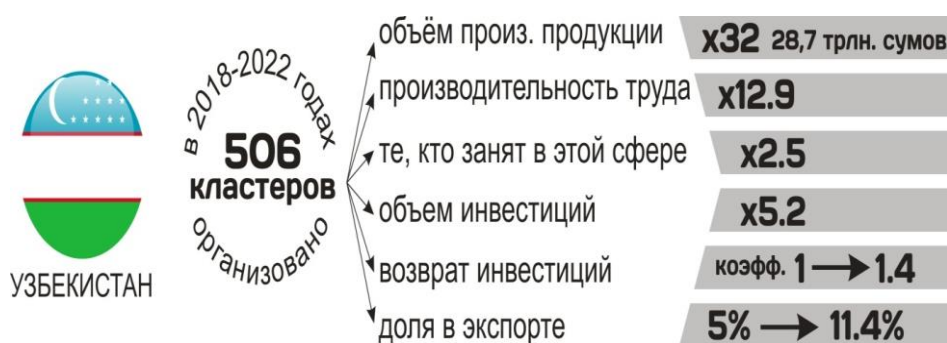 УЗБЕКИСТАН
в 2018-2022 годах
506
кластеров
организовано
объём произ. продукции x32 28,7 трлн. сумов
производительность труда x12.9
те, кто занят в этой сфере x2.5
объем инвестиций x5.2
возврат инвестиций коэфф. 1 → 1.4
доля в экспорте 5% → 11.4%